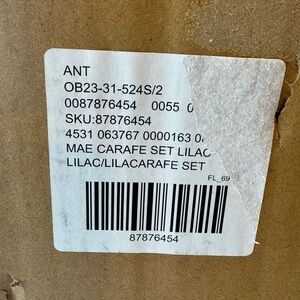 ANT
OB23-31-524S/2
0087876454 0055
SKU:87876454
4531 063767 0000163
MAE CARAFE SET LILAC
LILAC/LILACARAFE SET
FL_69
87876454